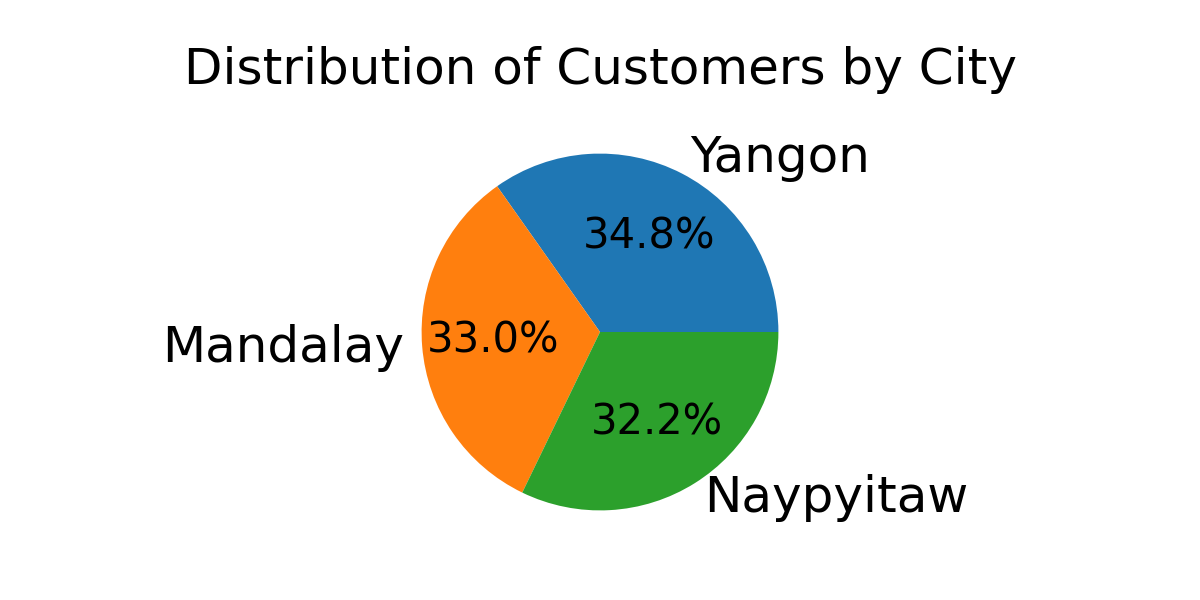 Distribution of Customers by City
Yangon
34.8%
Mandalay
33.0%
32.2%
Naypyitaw